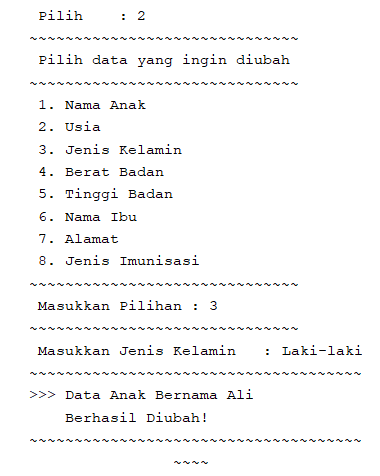 Pilih    : 2
~~~~~~~~~~~~~~~~~~~~~~~~~~~~~~
Pilih data yang ingin diubah
~~~~~~~~~~~~~~~~~~~~~~~~~~~~~~
1. Nama Anak
2. Usia
3. Jenis Kelamin
4. Berat Badan
5. Tinggi Badan
6. Nama Ibu
7. Alamat
8. Jenis Imunisasi
~~~~~~~~~~~~~~~~~~~~~~~~~~~~~~
Masukkan Pilihan : 3
~~~~~~~~~~~~~~~~~~~~~~~~~~~~~~
Masukkan Jenis Kelamin   : Laki-laki
~~~~~~~~~~~~~~~~~~~~~~~~~~~~~~~~~~~~~
>>> Data Anak Bernama Ali
Berhasil Diubah!
~~~~~~~~~~~~~~~~~~~~~~~~~~~~~~~~~~~~~
~~~~